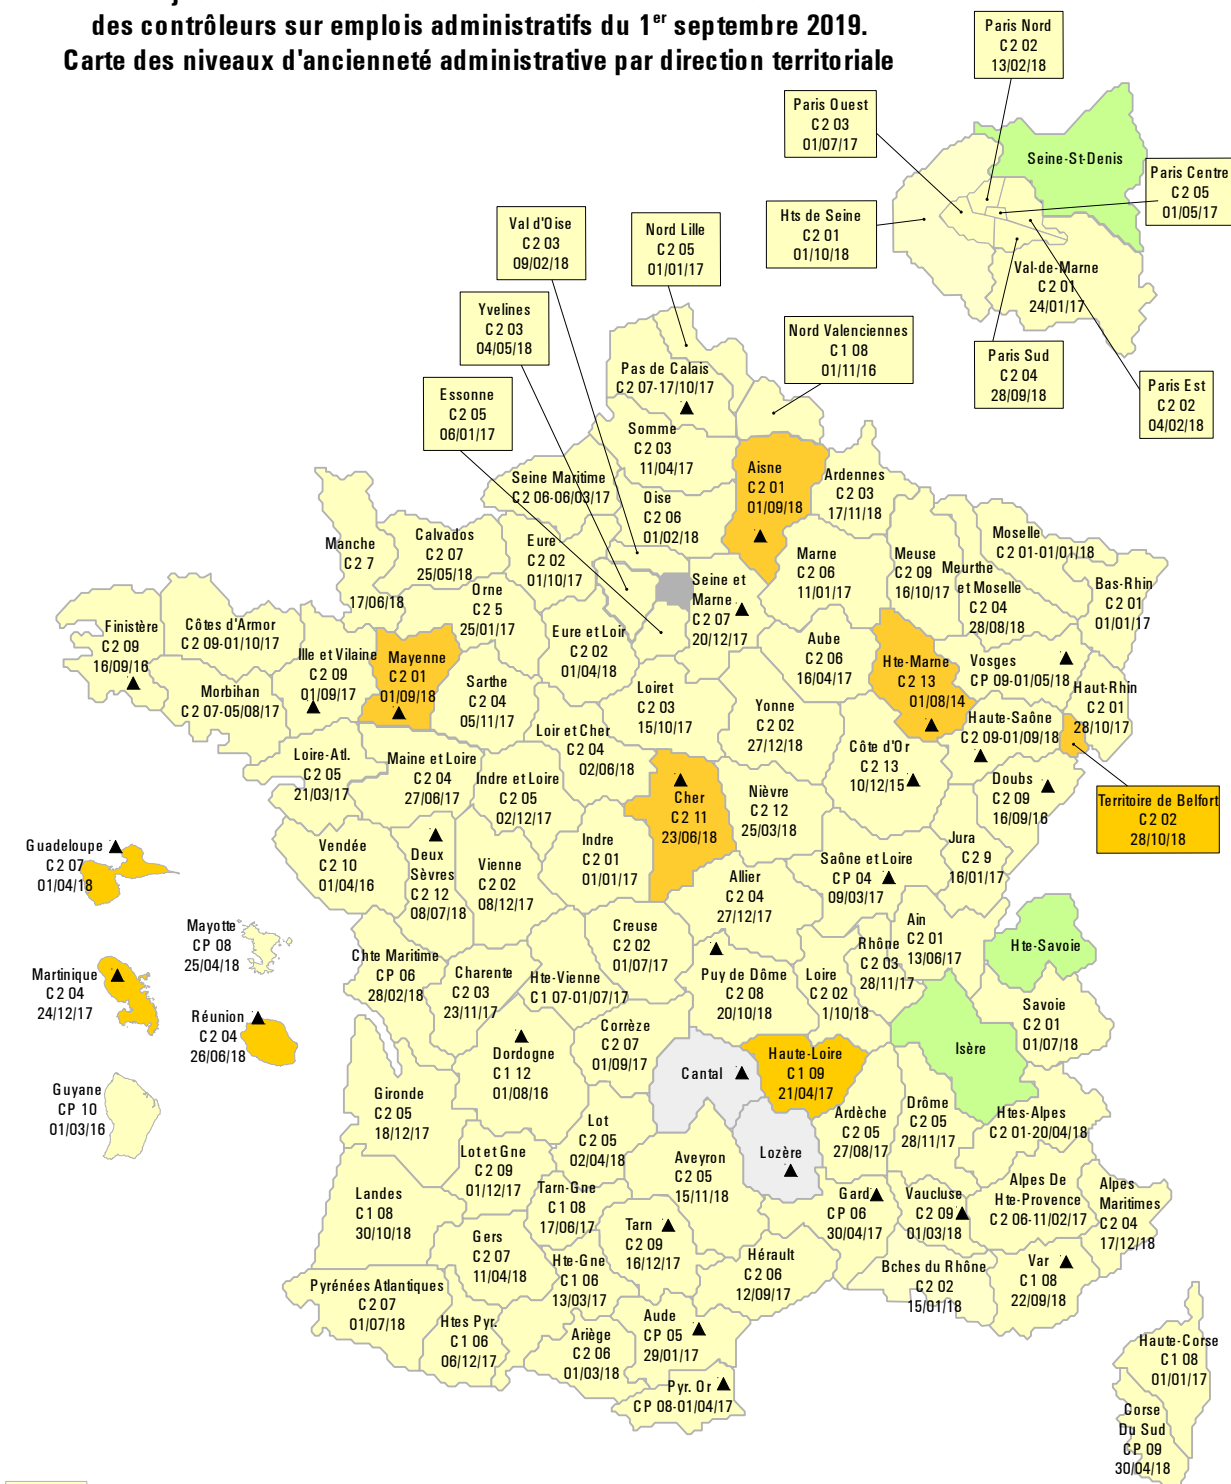 des contrôleurs sur emplois administratifs du 1er septembre 2019.
Carte des niveaux d'ancienneté administrative par direction territoriale
Paris Nord
C2 02
13/02/18
Paris Ouest
C2 03
01/07/17
Seine-St-Denis
Paris Centre
C2 05
01/05/17
Hts de Seine
C2 01
01/10/18
Val-de-Marne
C2 01
24/01/17
Paris Sud
C2 04
28/09/18
Paris Est
C2 02
04/02/18
Val d'Oise
C2 03
09/02/18
Nord Lille
C2 05
01/01/17
Yvelines
C2 03
04/05/18
Nord Valenciennes
C1 08
01/11/16
Essonne
C2 05
06/01/17
Pas de Calais
C2 07-17/10/17
Somme
C2 03
11/04/17
Aisne
C2 01
01/09/18
Ardennes
C2 03
17/11/18
Seine Maritime
C2 06-06/03/17
Oise
C2 06
01/02/18
Manche
C2 7
17/06/18
Calvados
C2 07
25/05/18
Eure
C2 02
01/10/17
Seine et
Marne
C2 07
20/12/17
Marne
C2 06
11/01/17
Meuse
C2 09
16/10/17
Meurthe
et Moselle
C2 04
28/08/18
Moselle
C2 01-01/01/18
Bas-Rhin
C2 01
01/01/17
Orne
C2 5
25/01/17
Finistère
C2 09
16/09/16
Côtes d'Armor
C2 09-01/10/17
Ille et Vilaine
C2 09
01/09/17
Mayenne
C2 01
01/09/18
Eure et Loir
C2 02
01/04/18
Aube
C2 06
16/04/17
Hte-Marne
C2 13
01/08/14
Vosges
CP 09-01/05/18
Haut-Rhin
C2 01
28/10/17
Morbihan
C2 07-05/08/17
Sarthe
C2 04
05/11/17
Loiret
C2 03
15/10/17
Yonne
C2 02
27/12/18
Haute-Saône
C2 09-01/09/18
Loire-Atl.
C2 05
21/03/17
Maine et Loire
C2 04
27/06/17
Loir et Cher
C2 04
02/06/18
Indre et Loire
C2 05
02/12/17
Cher
C2 11
23/06/18
Nièvre
C2 12
25/03/18
Côte d'Or
C2 13
10/12/15
Doubs
C2 09
16/09/16
Territoire de Belfort
C2 02
28/10/18
Guadeloupe
C2 07
01/04/18
Vendée
C2 10
01/04/16
Deux
Sèvres
C2 12
08/07/18
Vienne
C2 02
08/12/17
Indre
C2 01
01/01/17
Allier
C2 04
27/12/17
Saône et Loire
CP 04
09/03/17
Jura
C2 9
16/01/17
Mayotte
CP 08
25/04/18
Martinique
C2 04
24/12/17
Réunion
C2 04
26/06/18
Guyane
CP 10
01/03/16
Chte Maritime
CP 06
28/02/18
Charente
C2 03
23/11/17
Hte-Vienne
C1 07-01/07/17
Creuse
C2 02
01/07/17
Puy de Dôme
C2 08
20/10/18
Loire
C2 02
1/10/18
Rhône
C2 03
28/11/17
Ain
C2 01
13/06/17
Hte-Savoie
Savoie
C2 01
01/07/18
Isère
Corrèze
C2 07
01/09/17
Dordogne
C1 12
01/08/16
Cantal
Haute-Loire
C1 09
21/04/17
Gironde
C2 05
18/12/17
Lot
C2 05
02/04/18
Lozère
Ardèche
C2 05
27/08/17
Drôme
C2 05
28/11/17
Htes-Alpes
C2 01-20/04/18
Lot et Gne
C2 09
01/12/17
Aveyron
C2 05
15/11/18
Landes
C1 08
30/10/18
Tarn-Gne
C1 08
17/06/17
Tarn
C2 09
16/12/17
Gard
CP 06
30/04/17
Vaucluse
C2 09
01/03/18
Alpes De
Hte-Provence
C2 06-11/02/17
Alpes
Maritimes
C2 04
17/12/18
Gers
C2 07
11/04/18
Hte-Gne
C1 06
13/03/17
Hérault
C2 06
12/09/17
Bches du Rhône
C2 02
15/01/18
Var
C1 08
22/09/18
Pyrénées Atlantiques
C2 07
01/07/18
Htes Pyr.
C1 06
06/12/17
Ariège
C2 06
01/03/18
Aude
CP 05
29/01/17
Pyr. Or
CP 08-01/04/17
Haute-Corse
C1 08
01/01/17
Corse
Du Sud
CP 09
30/04/18